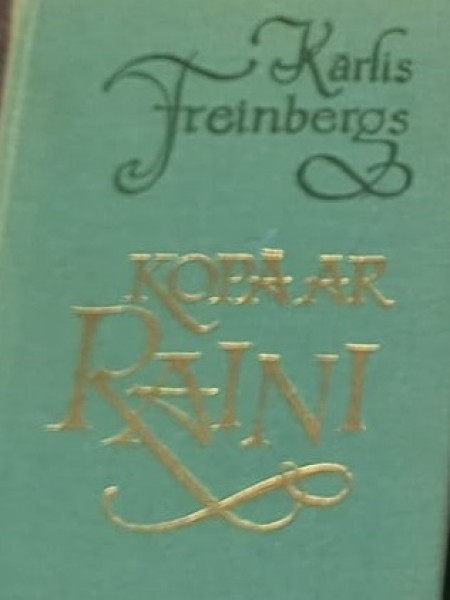 Kārlis
Freinbergs
KOPĀ AR
RAINI